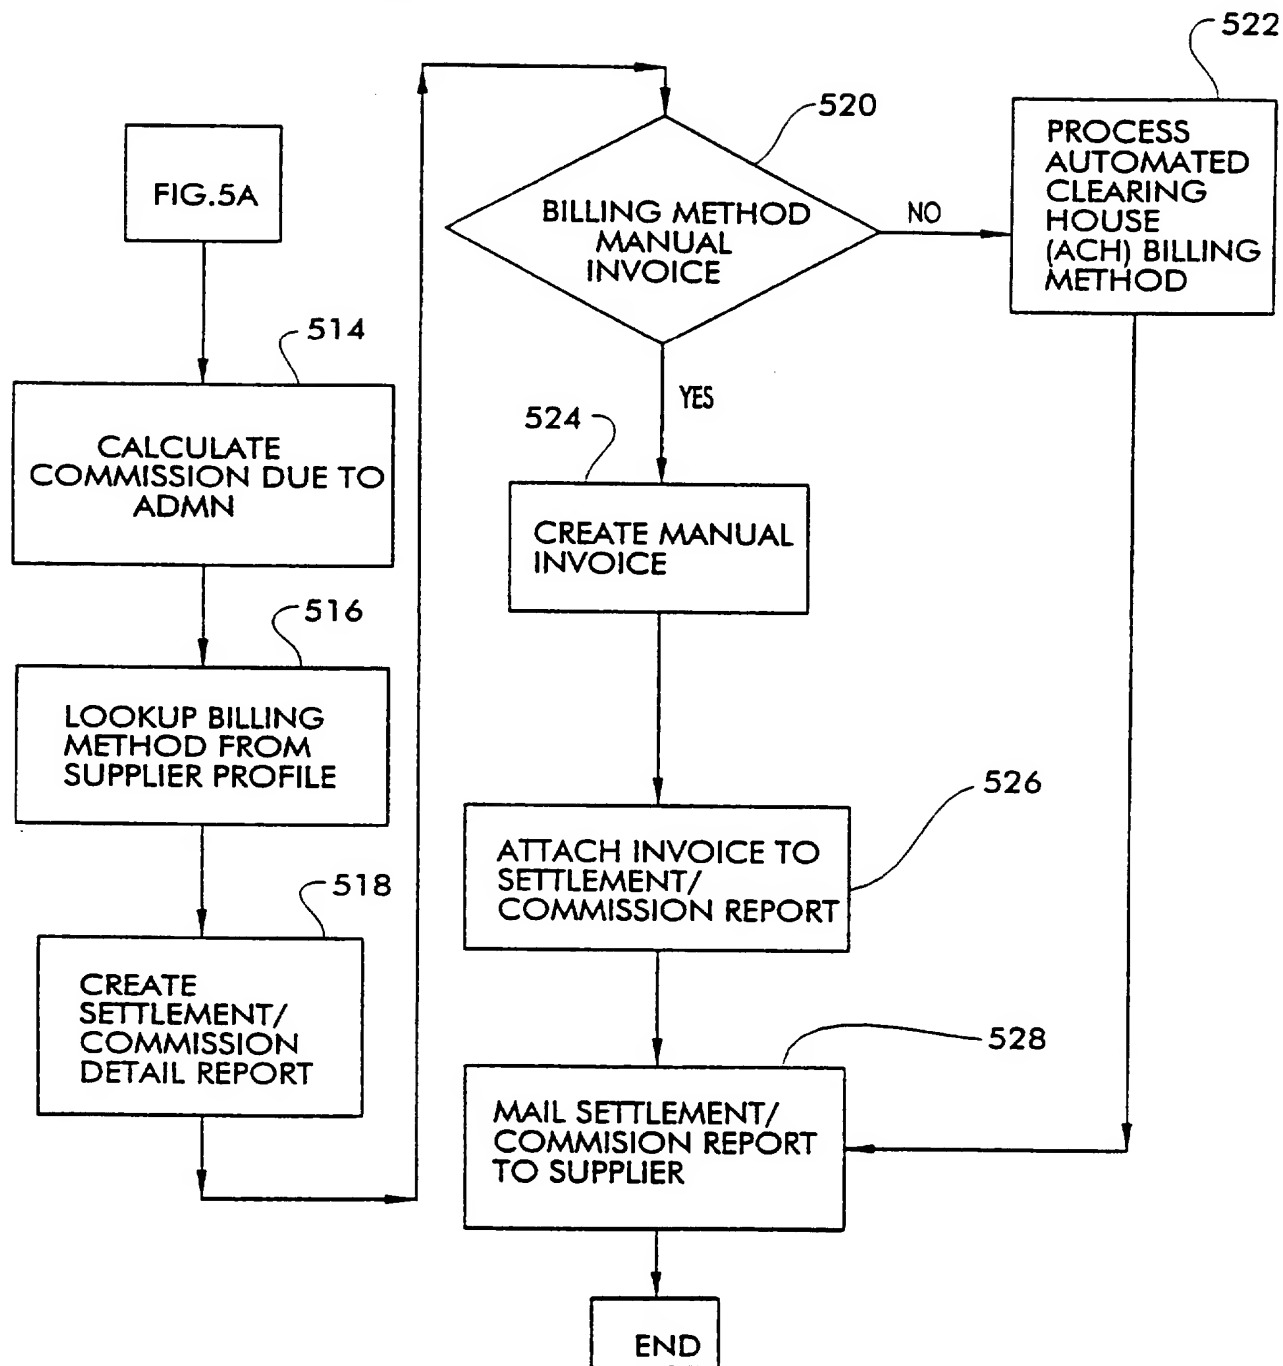 FIG.5A
514
CALCULATE
COMMISSION DUE TO
ADMN
516
LOOKUP BILLING
METHOD FROM
SUPPLIER PROFILE
518
CREATE
SETTLEMENT/
COMMISSION
DETAIL REPORT
520
BILLING METHOD
MANUAL
INVOICE
NO
YES
522
PROCESS
AUTOMATED
CLEARING
HOUSE
(ACH) BILLING
METHOD
524
CREATE MANUAL
INVOICE
526
ATTACH INVOICE TO
SETTLEMENT/
COMMISSION REPORT
528
MAIL SETTLEMENT/
COMMISION REPORT
TO SUPPLIER
END